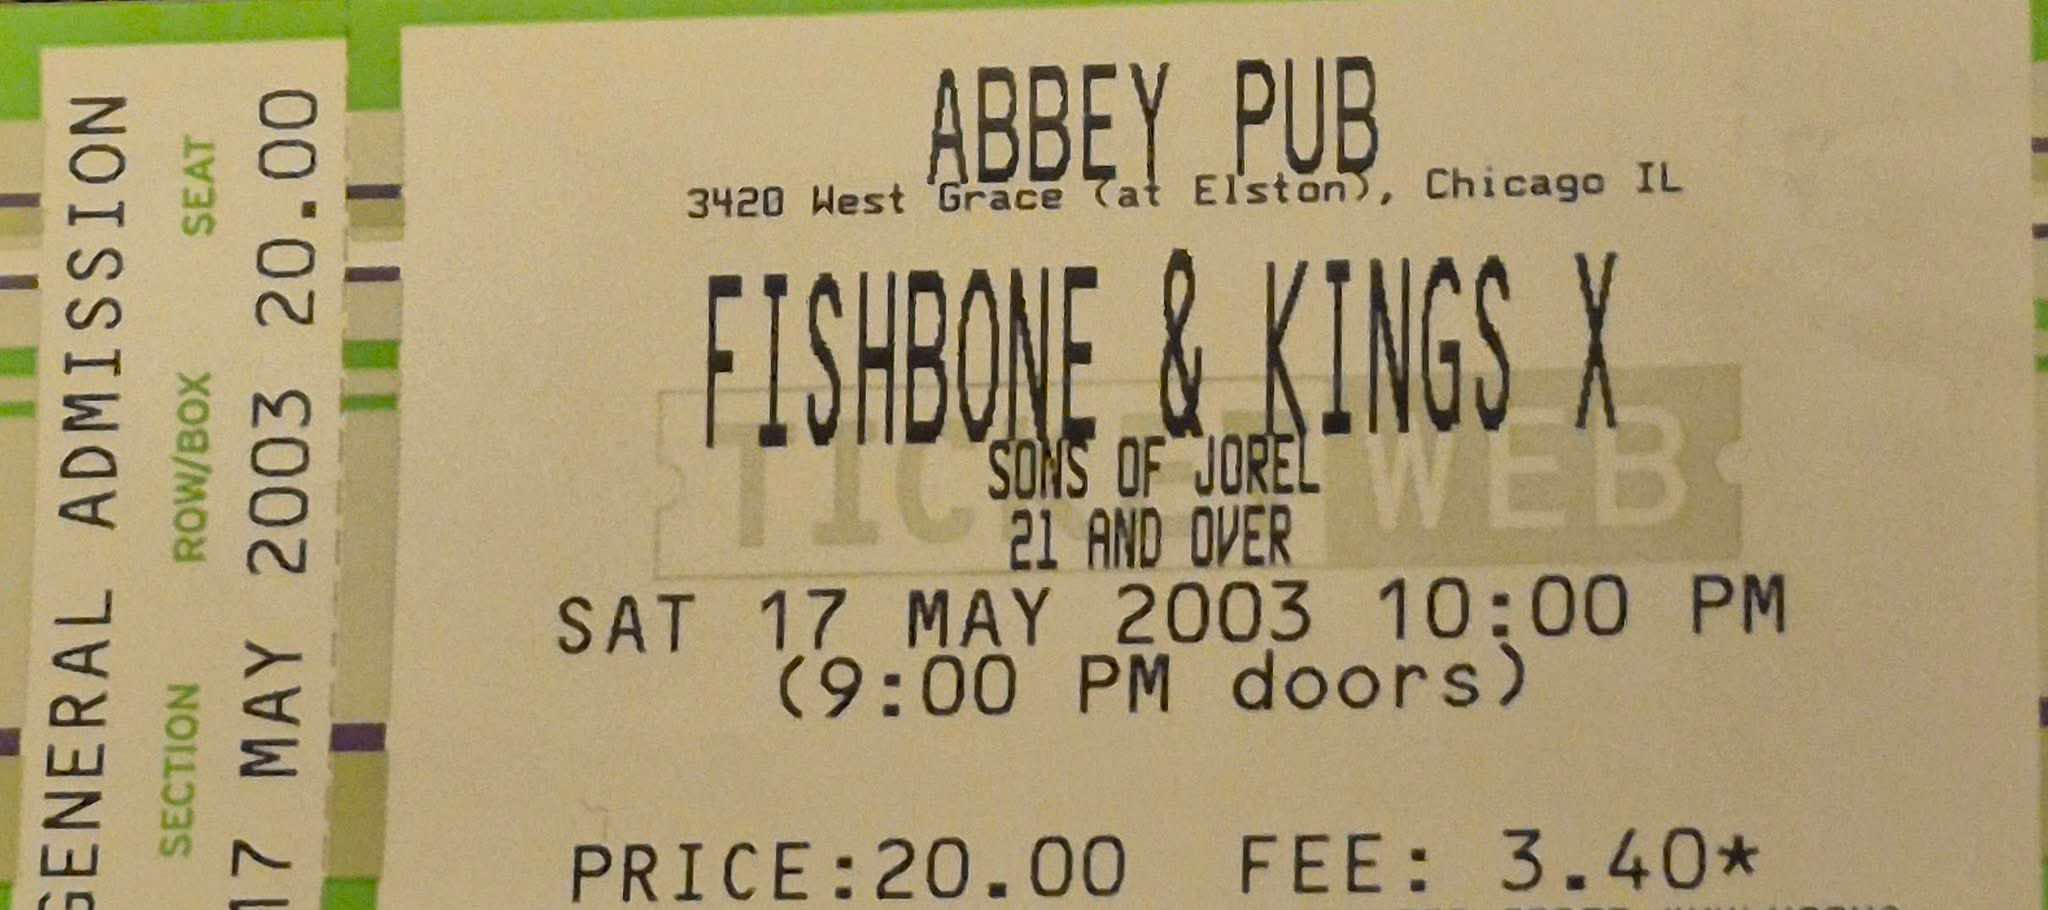 GENERAL ADMISSION
SECTION ROW/BOX SEAT
17 MAY 2003 20.00
ABBEY PUB
3420 West Grace (at Elston), Chicago IL
FISHBONE & KINGS X
TICKETWEB
SONS OF JOREL
21 AND OVER
SAT 17 MAY 2003 10:00 PM
(9:00 PM doors)
PRICE:20.00 FEE: 3.40*